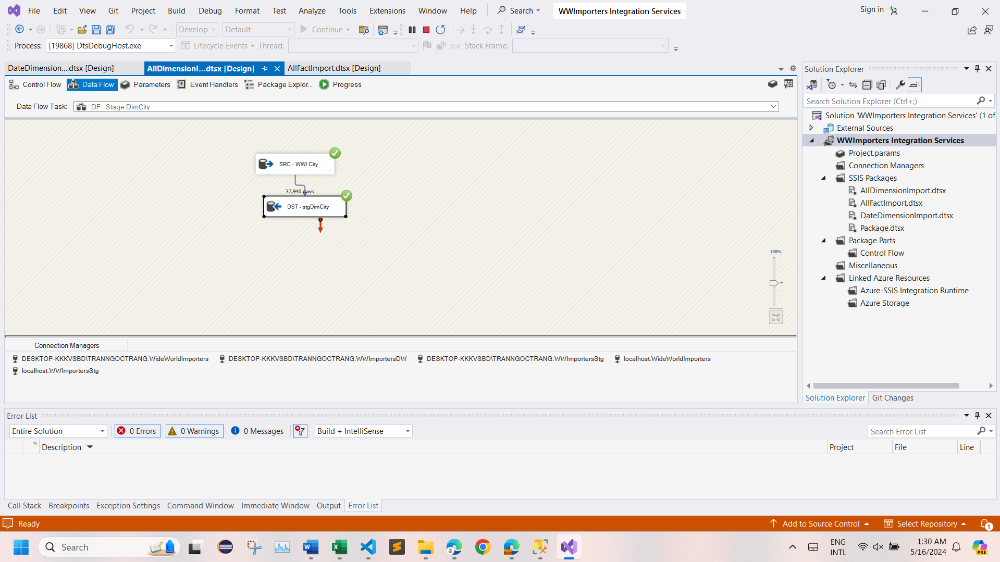 File Edit View Git Project Build Debug Format Test Analyze Tools Extensions Window Help Search WWImporters Integration Services Sign in
Develop Default Continue
Process: [19868] DtsDebugHost.exe Lifecycle Events Thread: Stack Frame:
DateDimension....dtsx [Design] AllDimensionI...dtsx [Design] AllFactImport.dtsx [Design]
Control Flow Data Flow Parameters Event Handlers Package Explor... Progress
Data Flow Task: DF - Stage DimCity
SRC - WWI City
37,940 rows
DST - stgDimCity
100%
Connection Managers
DESKTOP-KKKVSBD\TRANNGOCTRANG.WideWorldImporters DESKTOP-KKKVSBD\TRANNGOCTRANG.WWImportersDW DESKTOP-KKKVSBD\TRANNGOCTRANG.WWImportersStg localhost.WideWorldImporters
localhost.WWImportersStg
Solution Explorer
Search Solution Explorer (Ctrl+;)
Solution 'WWImporters Integration Services' (1 of
External Sources
WWImporters Integration Services
Project.params
Connection Managers
SSIS Packages
AllDimensionImport.dtsx
AllFactImport.dtsx
DateDimensionImport.dtsx
Package.dtsx
Package Parts
Control Flow
Miscellaneous
Linked Azure Resources
Azure-SSIS Integration Runtime
Azure Storage
Solution Explorer Git Changes
Error List
Entire Solution 0 Errors 0 Warnings 0 Messages Build + IntelliSense Search Error List
Description Project File Line
Call Stack Breakpoints Exception Settings Command Window Immediate Window Output Error List
Ready Add to Source Control Select Repository 1
Search ENG 1:30 AM
INTL 5/16/2024 PRE